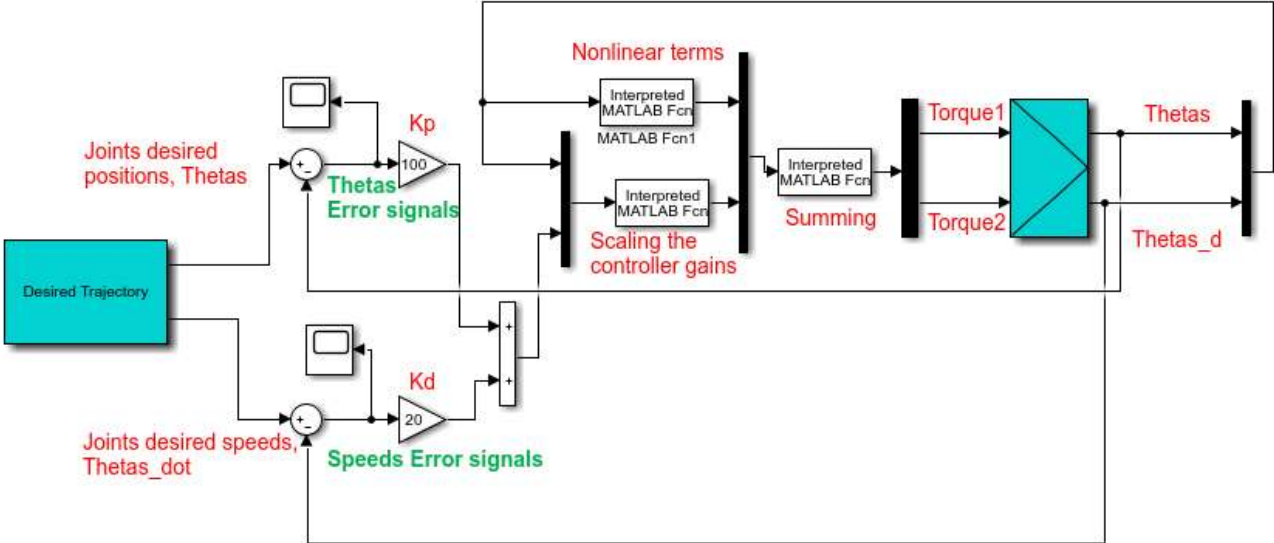 Nonlinear terms
Interpreted
MATLAB Fcn
MATLAB Fcn1
Kp
100
Joints desired
positions, Thetas
+
-
Thetas
Error signals
Interpreted
MATLAB Fcn
Scaling the
controller gains
Interpreted
MATLAB Fcn
Summing
Torque1
Torque2
Thetas
Thetas_d
Desired Trajectory
+
+
Kd
20
+
-
Joints desired speeds,
Thetas_dot
Speeds Error signals